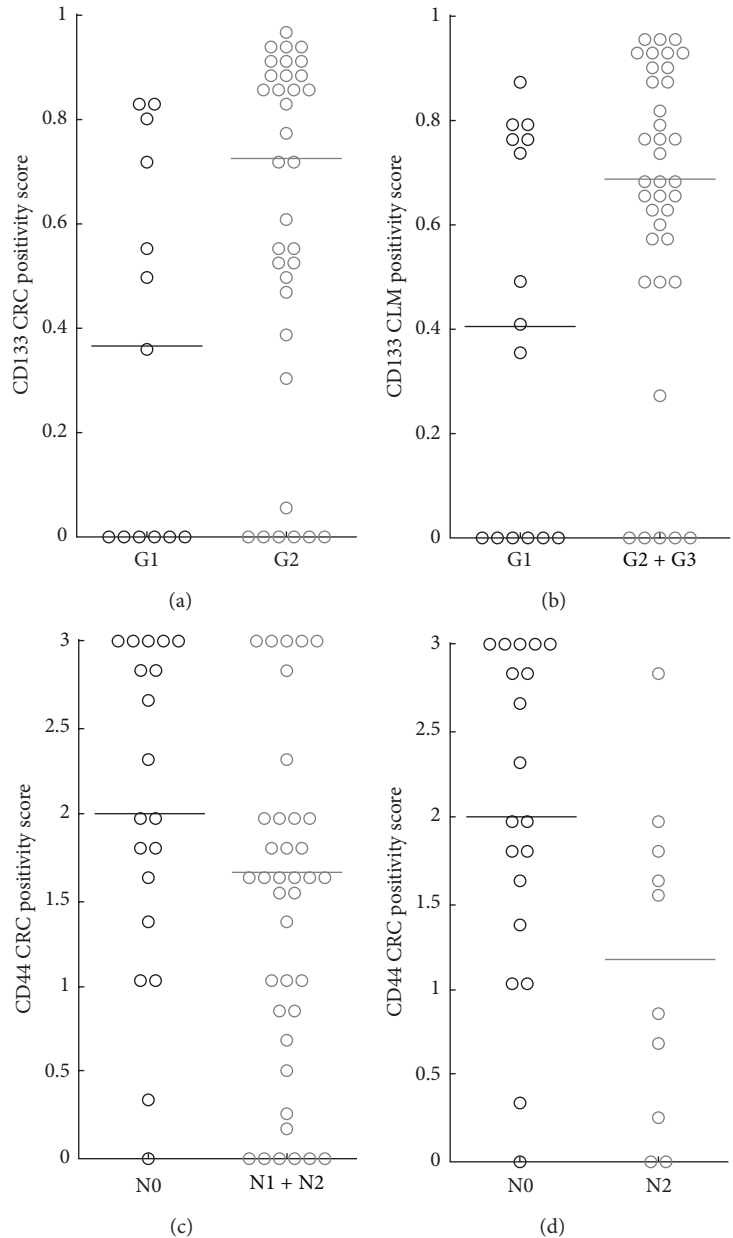 CD133 CRC positivity score
1
0.8
0.6
0.4
0.2
0
G1
G2
(a)
CD133 CLM positivity score
1
0.8
0.6
0.4
0.2
0
G1
G2 + G3
(b)
CD44 CRC positivity score
3
2.5
2
1.5
1
0.5
0
N0
N1 + N2
(c)
CD44 CRC positivity score
3
2.5
2
1.5
1
0.5
0
N0
N2
(d)